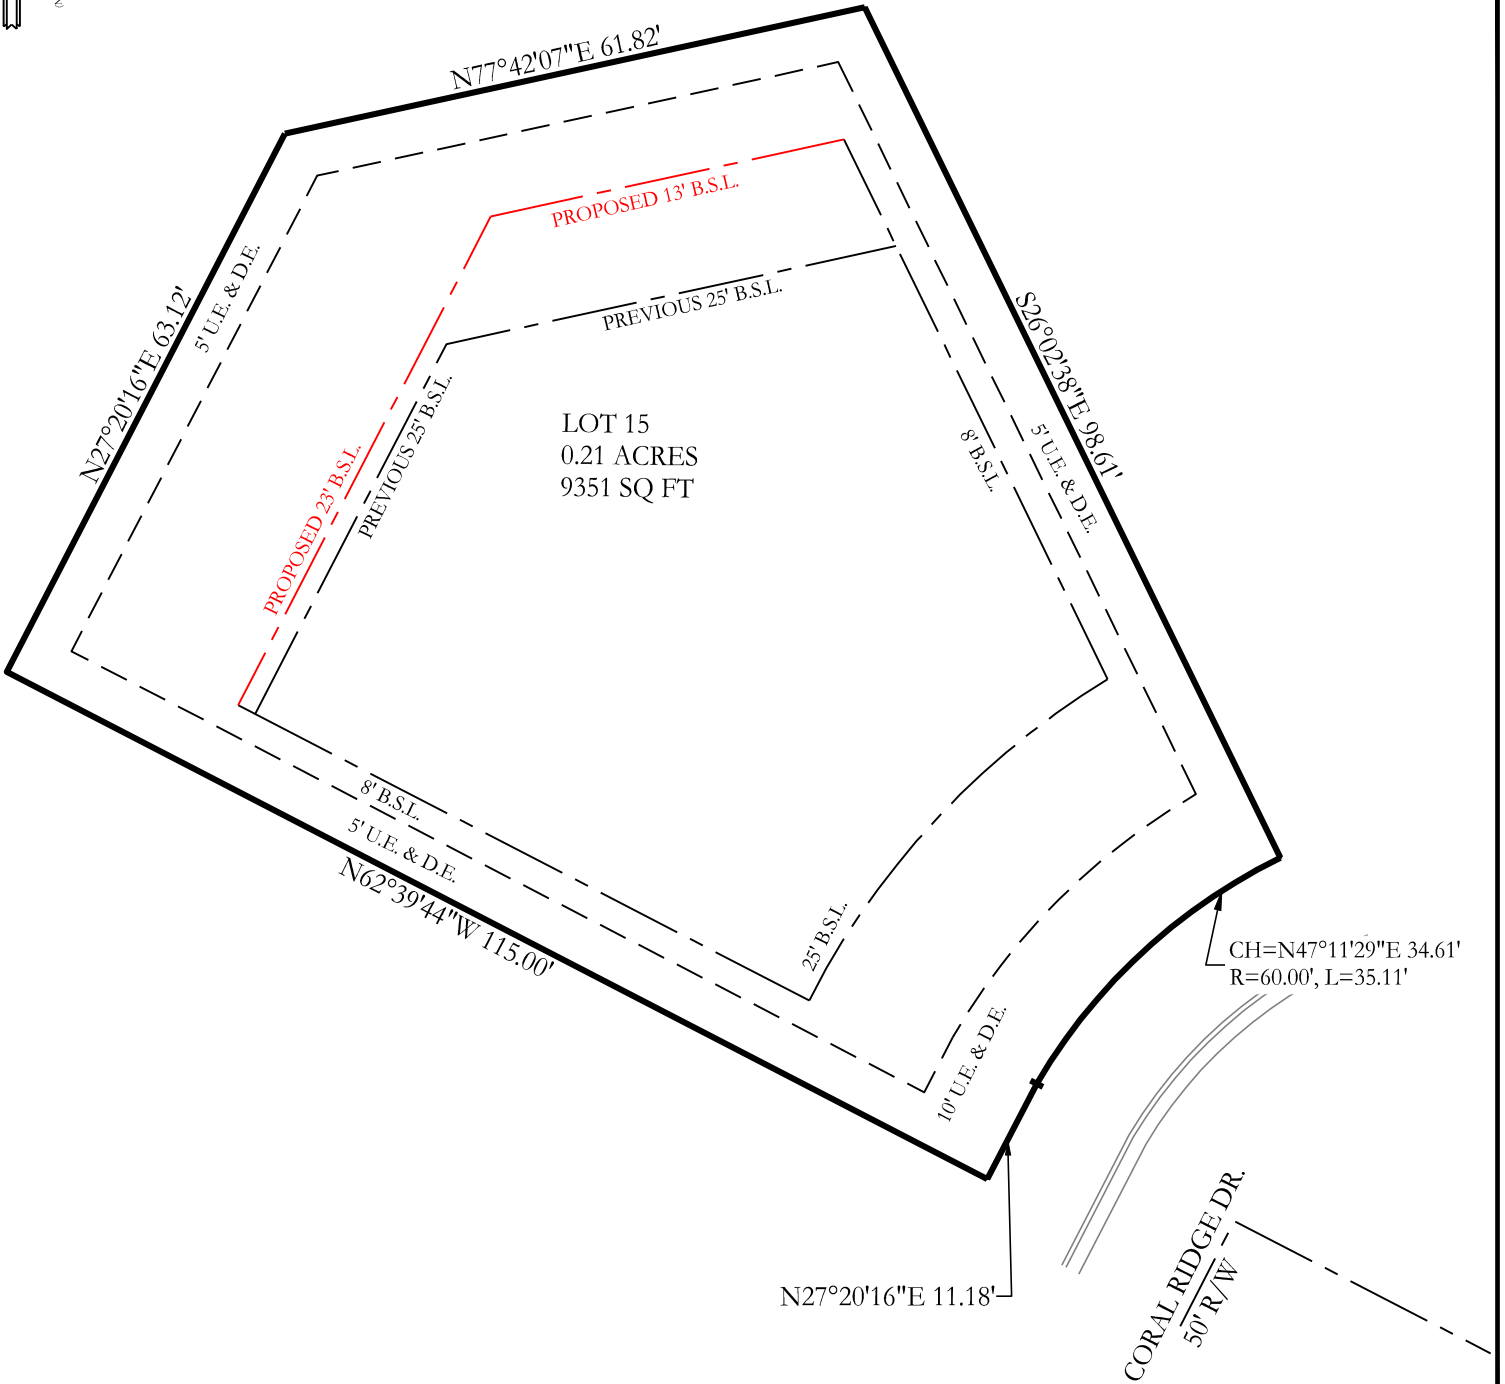 N77°42'07"E 61.82'
PROPOSED 13' B.S.L.
5' U.E. & D.E.
PREVIOUS 25' B.S.L.
N27°20'16"E 63.12'
S26°02'38"E 98.61'
PREVIOUS 25' B.S.L.
PROPOSED 23' B.S.L.
LOT 15
0.21 ACRES
9351 SQ FT
8' B.S.L.
5' U.E. & D.E.
8' B.S.L.
5' U.E. & D.E.
N62°39'44"W 115.00'
25' B.S.L.
CH=N47°11'29"E 34.61'
R=60.00', L=35.11'
10' U.E. & D.E.
N27°20'16"E 11.18'
CORAL RIDGE DR.
50' R/W